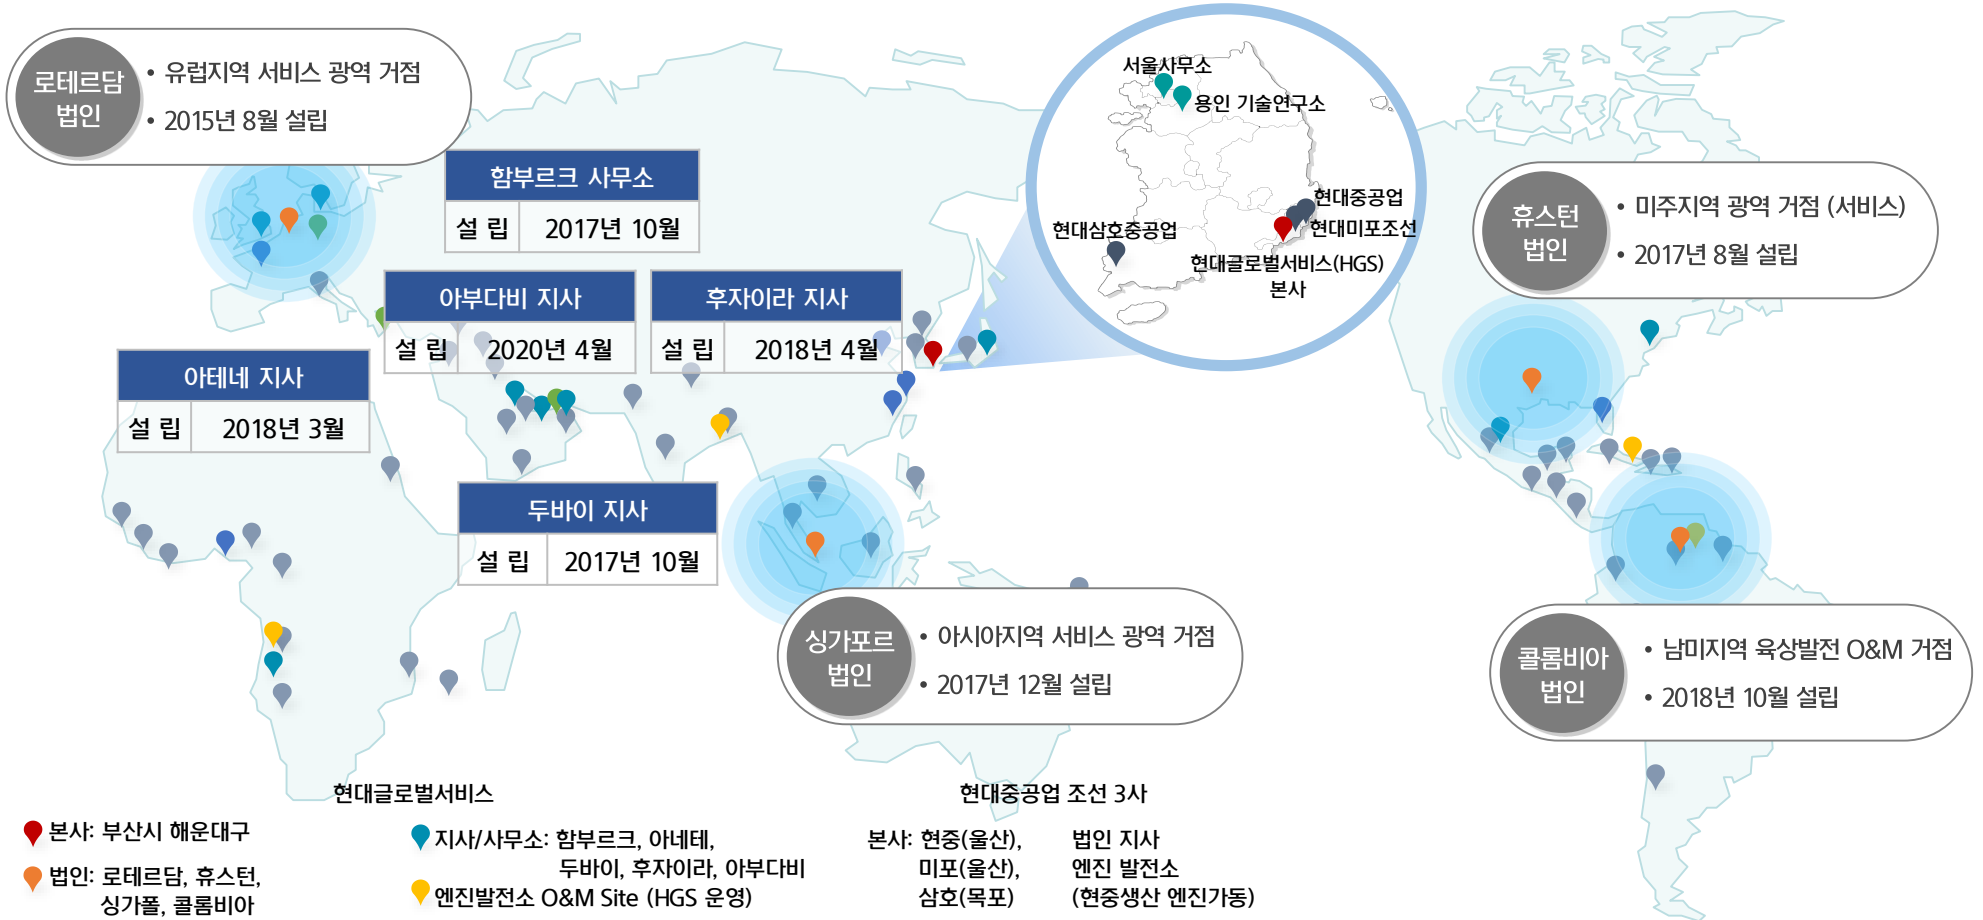 로테르담
법인
• 유럽지역 서비스 광역 거점
• 2015년 8월 설립
함부르크 사무소
설 립 2017년 10월
아부다비 지사
설 립 2020년 4월
후자이라 지사
설 립 2018년 4월
아테네 지사
설 립 2018년 3월
두바이 지사
설 립 2017년 10월
서울사무소
용인 기술연구소
현대중공업
현대미포조선
현대삼호중공업
현대글로벌서비스(HGS)
본사
휴스턴
법인
• 미주지역 광역 거점 (서비스)
• 2017년 8월 설립
싱가포르
법인
• 아시아지역 서비스 광역 거점
• 2017년 12월 설립
콜롬비아
법인
• 남미지역 육상발전 O&M 거점
• 2018년 10월 설립
현대글로벌서비스
본사: 부산시 해운대구
법인: 로테르담, 휴스턴,
싱가폴, 콜롬비아
지사/사무소: 함부르크, 아네테,
두바이, 후자이라, 아부다비
엔진발전소 O&M Site (HGS 운영)
현대중공업 조선 3사
본사: 현중(울산),
미포(울산),
삼호(목포)
법인 지사
엔진 발전소
(현중생산 엔진가동)